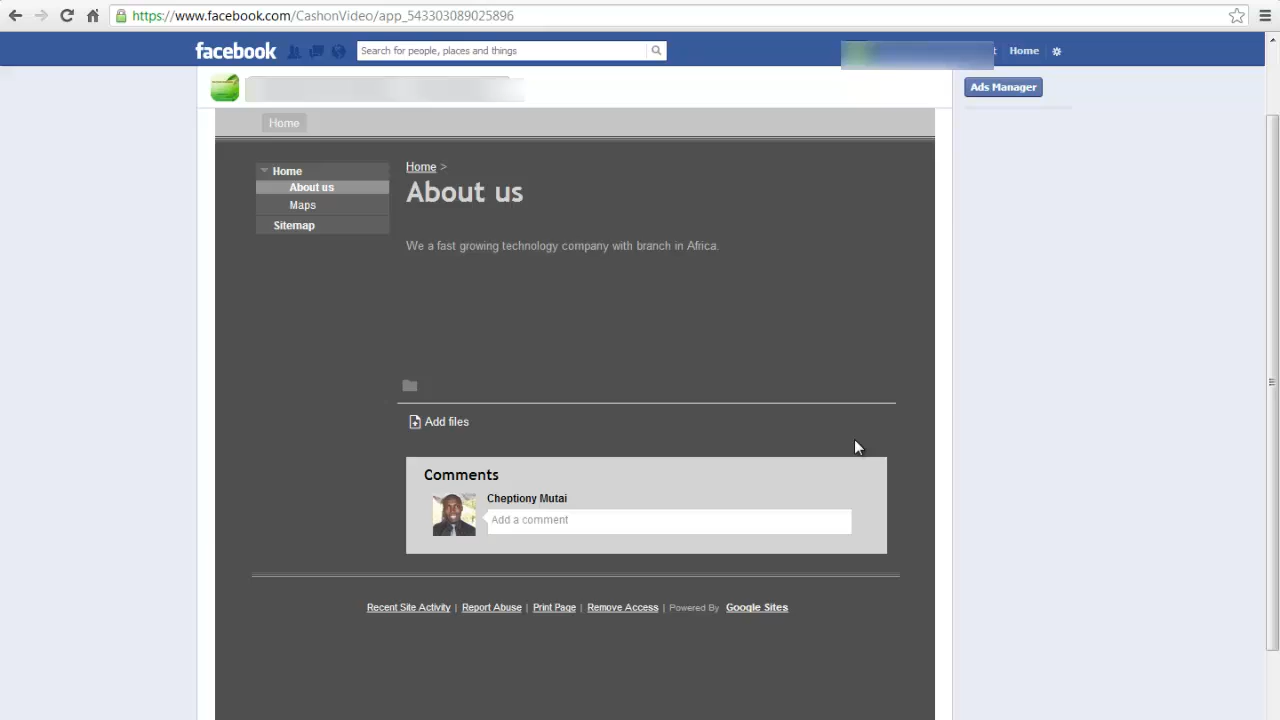 https://www.facebook.com/CashonVideo/app_543303089025896
facebook
Search for people, places and things
t Home
Ads Manager
Home
Home
About us
Maps
Sitemap
Home >
About us
We a fast growing technology company with branch in Africa.
Add files
Comments
Cheptiony Mutai
Add a comment
Recent Site Activity | Report Abuse | Print Page | Remove Access | Powered By Google Sites